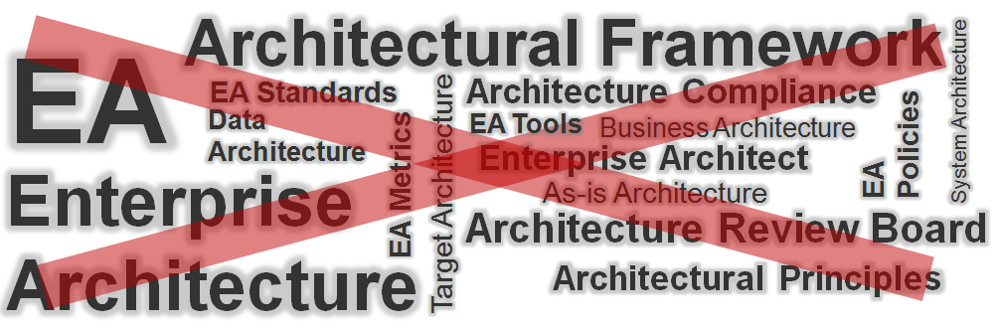 EA
Enterprise
Architecture
Architectural Framework
EA Standards
Data
Architecture
EA Metrics
Target Architecture
Architecture Compliance
EA Tools
Business Architecture
Enterprise Architect
As-is Architecture
EA
Policies
System Architecture
Architecture Review Board
Architectural Principles